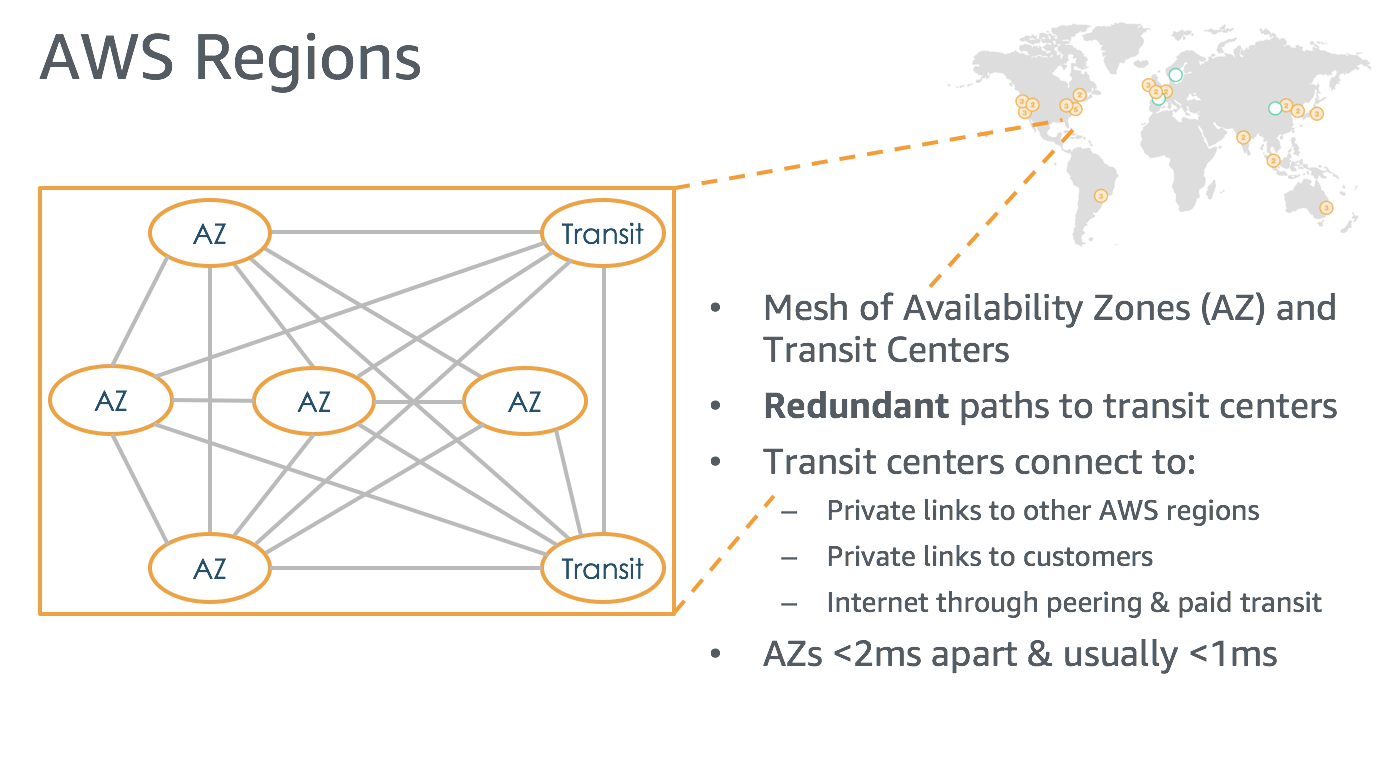 AWS Regions
AZ
Transit
AZ
AZ
AZ
AZ
Transit
• Mesh of Availability Zones (AZ) and
Transit Centers
• Redundant paths to transit centers
• Transit centers connect to:
– Private links to other AWS regions
– Private links to customers
– Internet through peering & paid transit
• AZs <2ms apart & usually <1ms